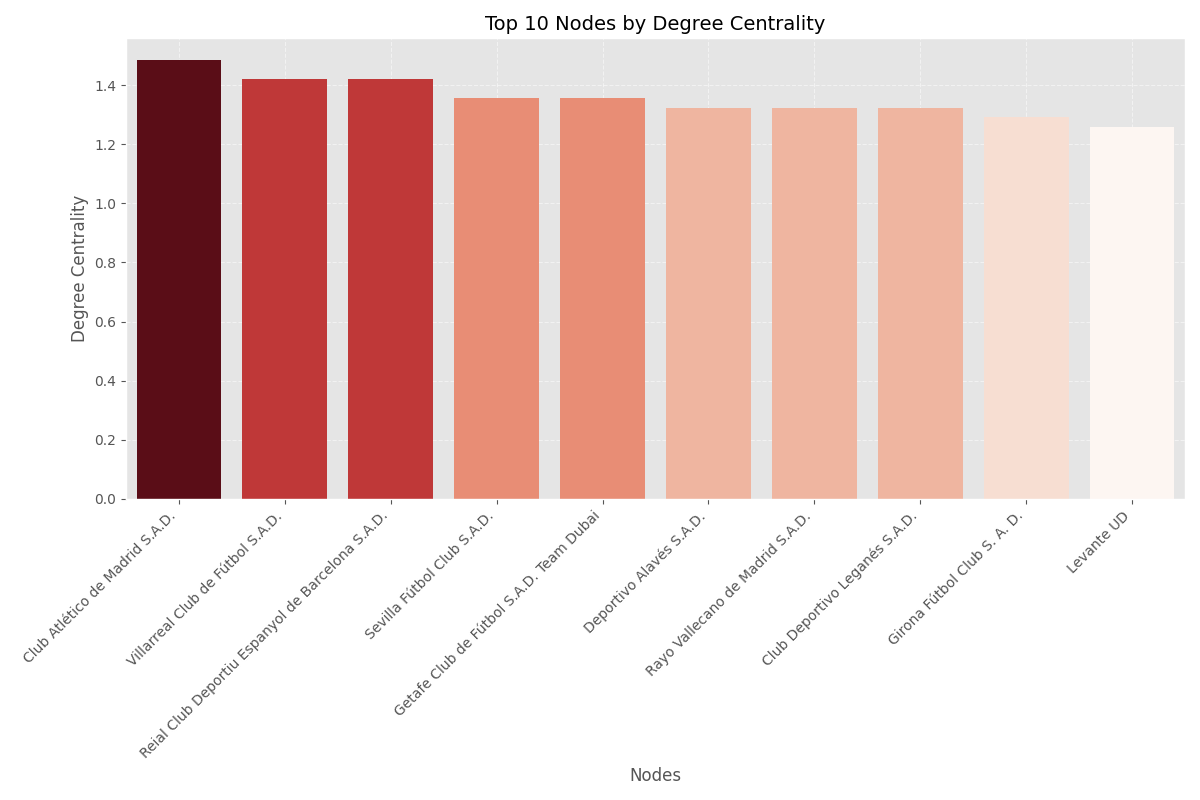 Top 10 Nodes by Degree Centrality
Degree Centrality
1.4
1.2
1.0
0.8
0.6
0.4
0.2
0.0
Club Atlético de Madrid S.A.D.
Villarreal Club de Fútbol S.A.D.
Reial Club Deportiu Espanyol de Barcelona S.A.D.
Sevilla Fútbol Club S.A.D.
Getafe Club de Fútbol S.A.D. Team Dubai
Deportivo Alavés S.A.D.
Rayo Vallecano de Madrid S.A.D.
Club Deportivo Leganés S.A.D.
Girona Fútbol Club S. A. D.
Levante UD
Nodes